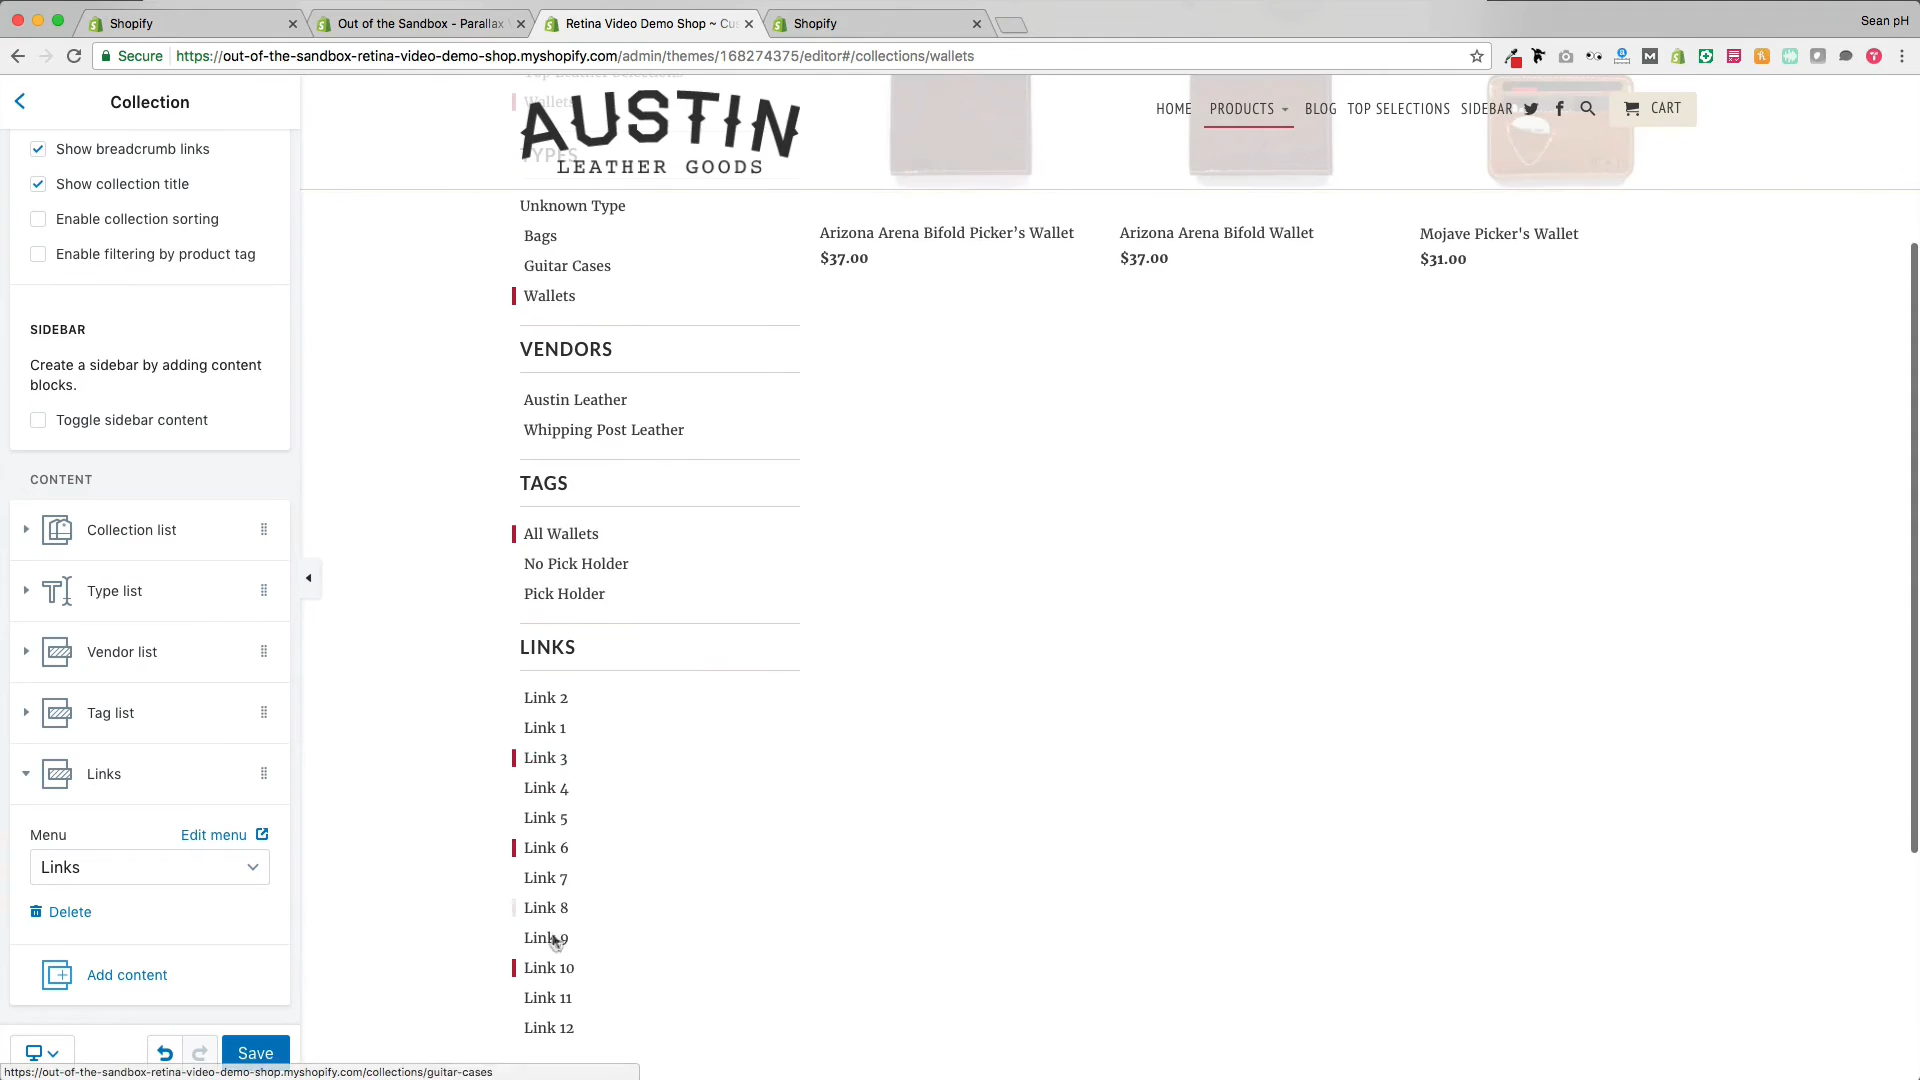 Shopify
Out of the Sandbox - Parallax
Retina Video Demo Shop ~ Cus
Shopify
Sean pH
Secure
https://out-of-the-sandbox-retina-video-demo-shop.myshopify.com/admin/themes/168274375/editor#/collections/wallets
Collection
Show breadcrumb links
Show collection title
Enable collection sorting
Enable filtering by product tag
SIDEBAR
Create a sidebar by adding content
blocks.
Toggle sidebar content
CONTENT
Collection list
Type list
Vendor list
Tag list
Links
Menu
Edit menu
Links
Delete
Add content
Save
Top Leather Selections
Wallets
AUSTIN
TYPES
LEATHER GOODS
HOME
PRODUCTS
BLOG
TOP SELECTIONS
SIDEBAR
CART
Unknown Type
Bags
Guitar Cases
Wallets
VENDORS
Austin Leather
Whipping Post Leather
TAGS
All Wallets
No Pick Holder
Pick Holder
LINKS
Link 2
Link 1
Link 3
Link 4
Link 5
Link 6
Link 7
Link 8
Link 9
Link 10
Link 11
Link 12
Arizona Arena Bifold Picker’s Wallet
$37.00
Arizona Arena Bifold Wallet
$37.00
Mojave Picker's Wallet
$31.00
https://out-of-the-sandbox-retina-video-demo-shop.myshopify.com/collections/guitar-cases